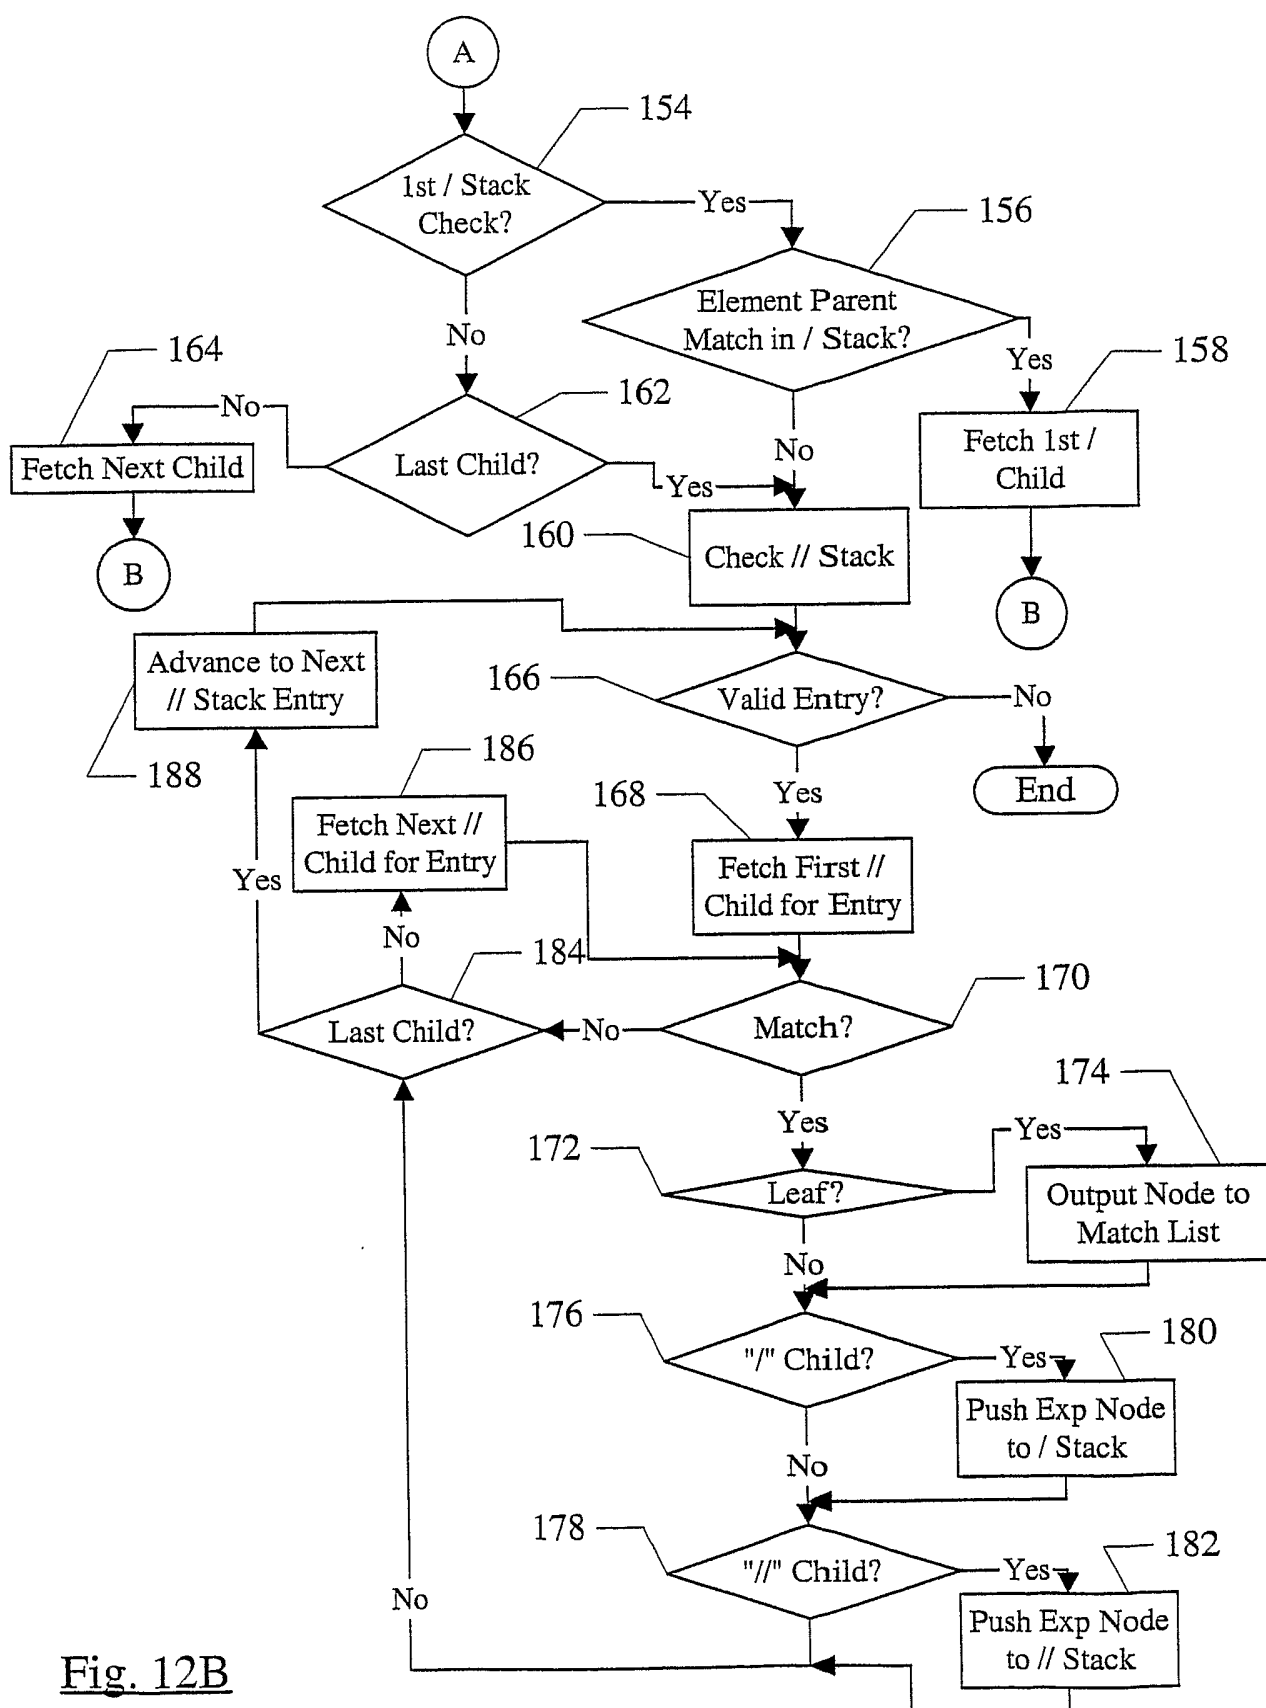 A
154
1st / Stack
Check?
Yes
156
Element Parent
Match in / Stack?
No
164
Yes
158
162
No
Fetch 1st /
Child
No
Fetch Next Child
Last Child?
Yes
160
Check // Stack
B
B
Advance to Next
// Stack Entry
166
Valid Entry?
No
188
186
End
Yes
168
Fetch Next //
Child for Entry
Fetch First //
Child for Entry
Yes
No
184
170
Last Child?
No
Match?
174
Yes
172
Yes
Leaf?
Output Node to
Match List
No
176
180
"/" Child?
Yes
Push Exp Node
to / Stack
No
178
182
"//" Child?
Yes
No
Push Exp Node
to // Stack
Fig. 12B